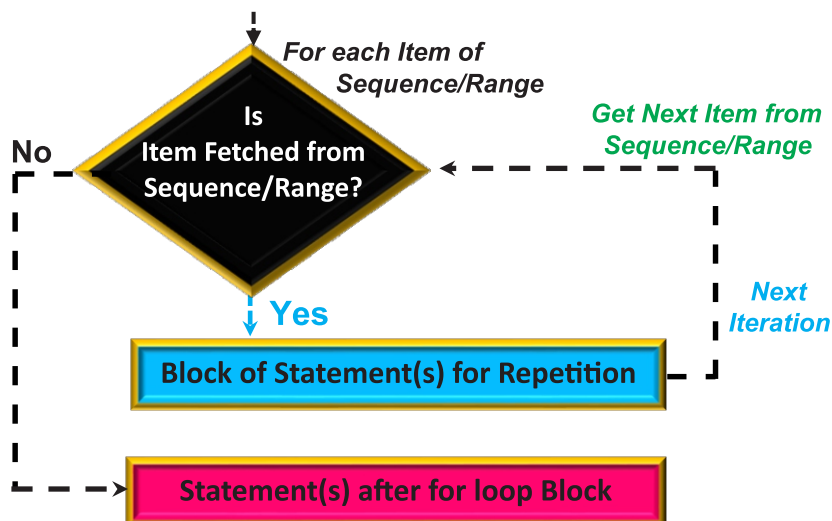 For each Item of
Sequence/Range
Is
Item Fetched from
Sequence/Range?
No
Get Next Item from
Sequence/Range
Yes
Next
Iteration
Block of Statement(s) for Repetition
Statement(s) after for loop Block